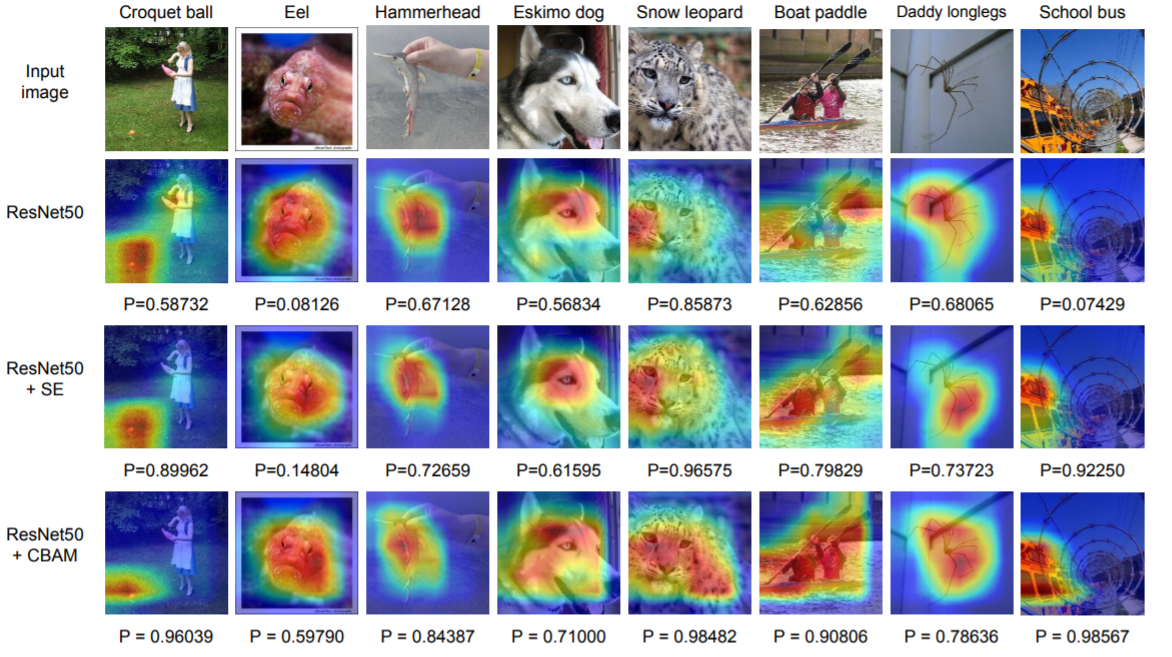 Croquet ball Eel Hammerhead Eskimo dog Snow leopard Boat paddle Daddy longlegs School bus
Input
image
ResNet50
P=0.58732 P=0.08126 P=0.67128 P=0.56834 P=0.85873 P=0.62856 P=0.68065 P=0.07429
ResNet50
+ SE
P=0.89962 P=0.14804 P=0.72659 P=0.61595 P=0.96575 P=0.79829 P=0.73723 P=0.92250
ResNet50
+ CBAM
P = 0.96039 P = 0.59790 P = 0.84387 P = 0.71000 P = 0.98482 P = 0.90806 P = 0.78636 P = 0.98567